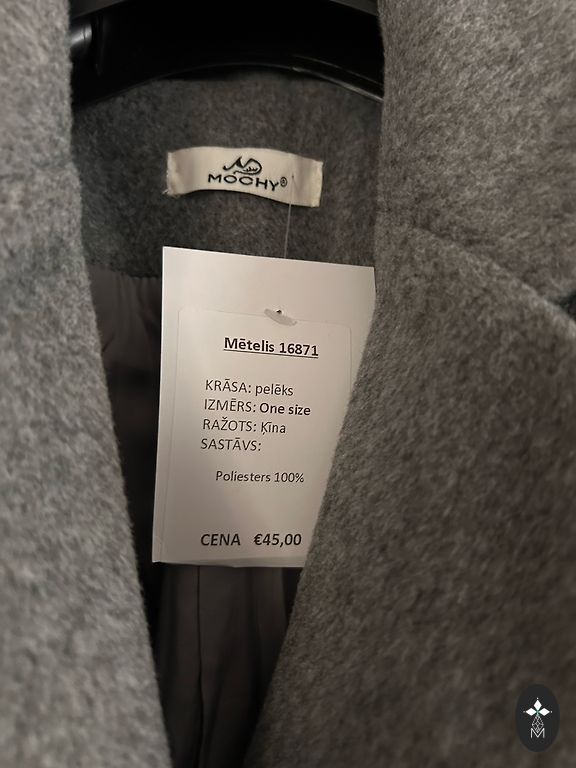 MOCHY®
Mētelis 16871
KRĀSA: pelēks
IZMĒRS: One size
RAŽOTS: Ķīna
SASTĀVS:
Poliesters 100%
CENA €45,00
M